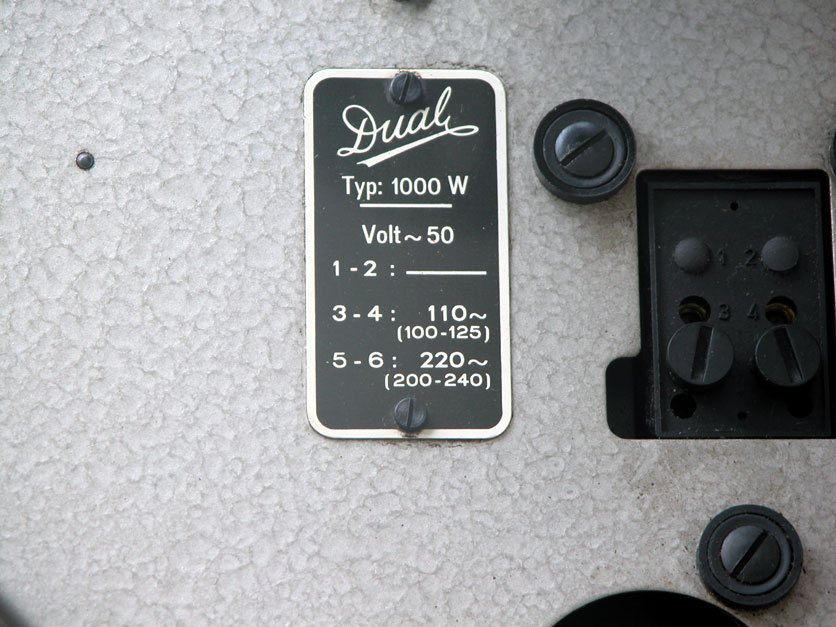 Dual
Typ: 1000 W
Volt~50
1-2:
3-4: 110~
(100-125)
5-6: 220~
(200-240)
1 2
3 4